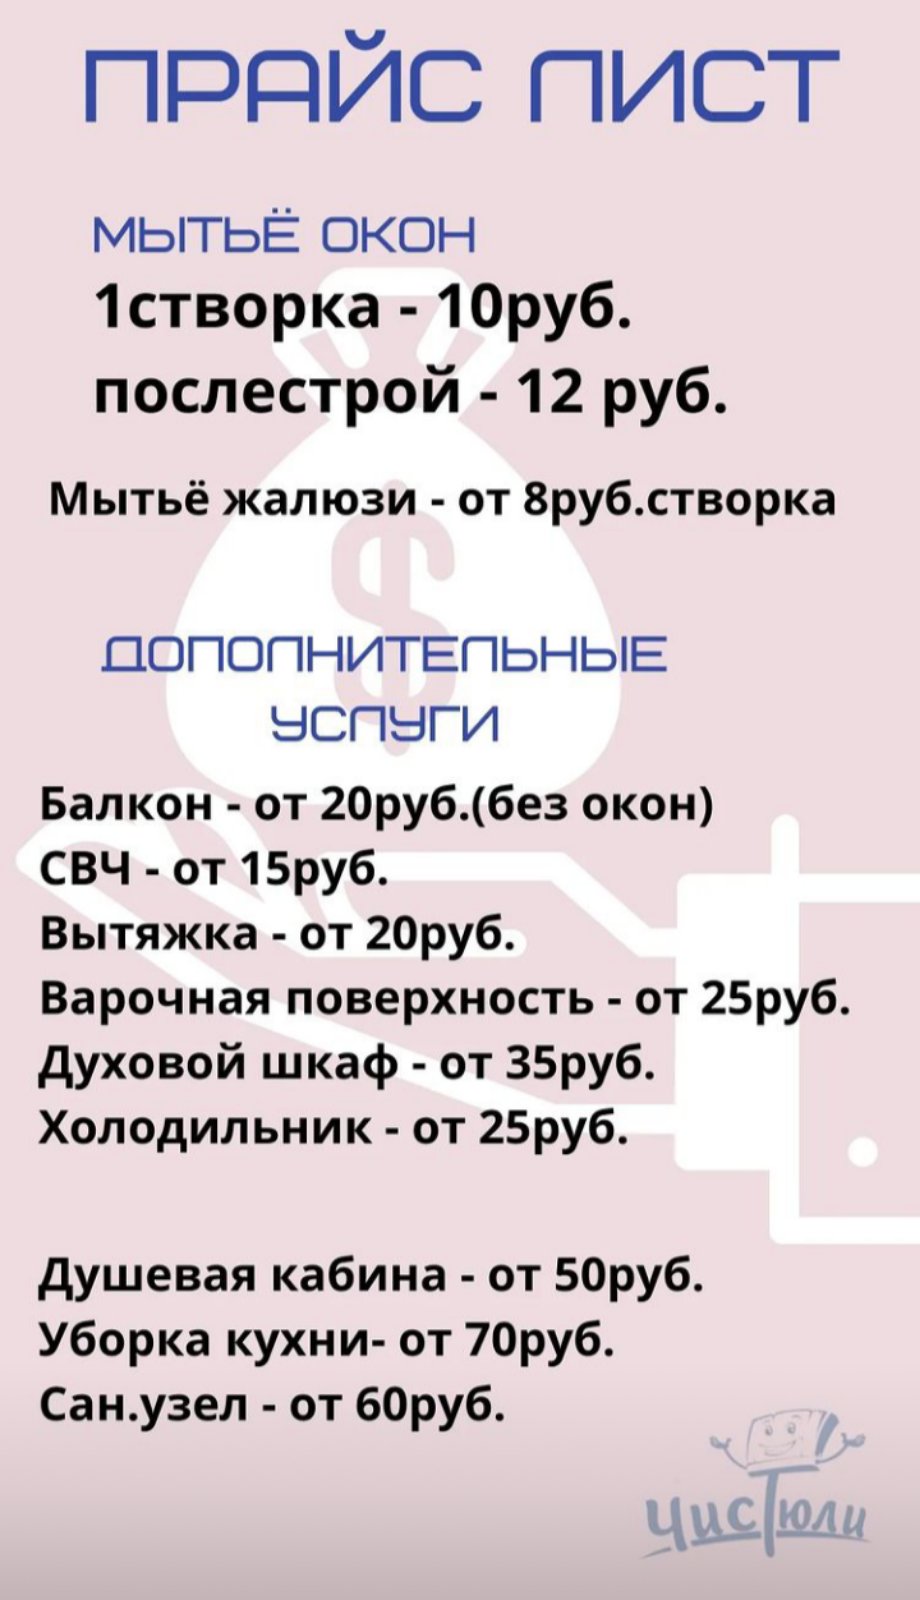 ПРАЙС ЛИСТ
МЫТЬЁ ОКОН
1створка - 10руб.
послестрой - 12 руб.
Мытьё жалюзи - от 8руб.створка
ДОПОЛНИТЕЛЬНЫЕ
УСЛУГИ
Балкон - от 20руб.(без окон)
СВЧ - от 15руб.
Вытяжка - от 20руб.
Варочная поверхность - от 25руб.
Духовой шкаф - от 35руб.
Холодильник - от 25руб.
Душевая кабина - от 50руб.
Уборка кухни- от 70руб.
Сан.узел - от 60руб.
ЧисТюли